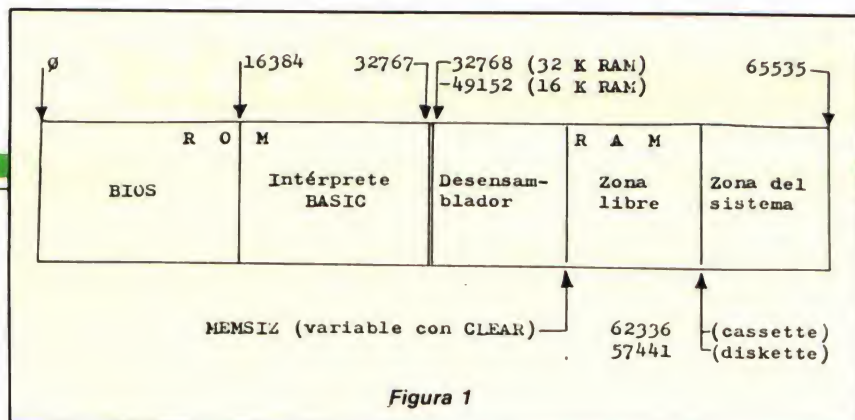 Ø
16384
32767
32768 (32 K RAM)
-49152 (16 K RAM)
65535
R O M
R A M
BIOS
Intérprete
BASIC
Desensam-
blador
Zona
libre
Zona del
sistema
MEMSIZ (variable con CLEAR)
62336 (cassette)
57441 (diskette)
Figura 1